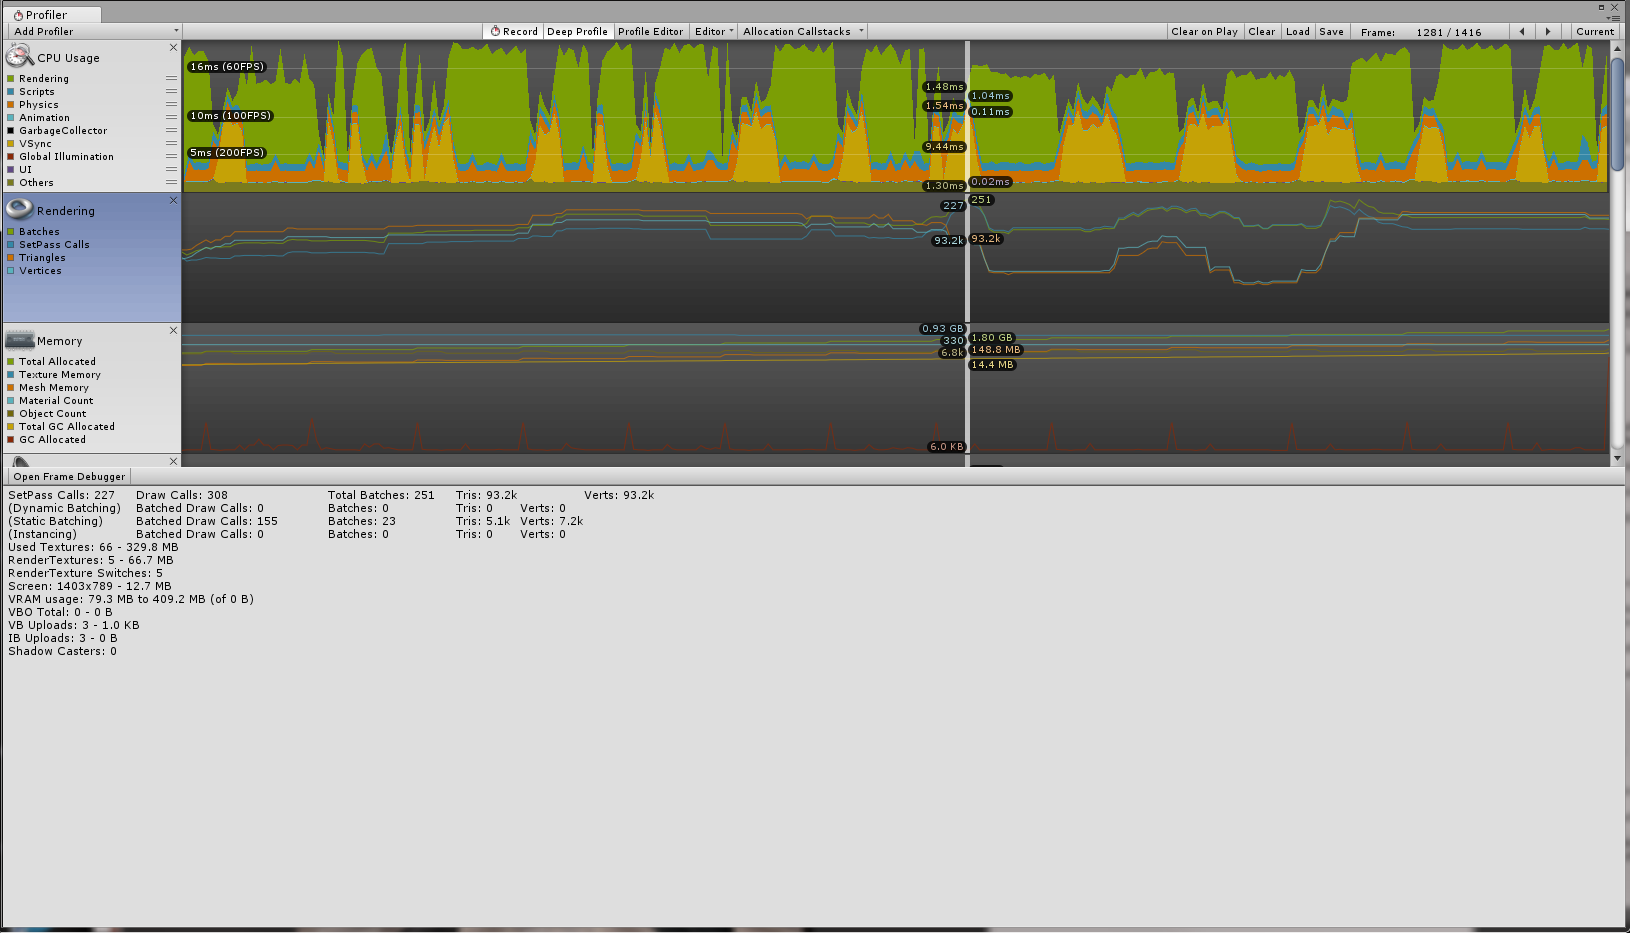 Profiler
Add Profiler Record Deep Profile Profile Editor Editor Allocation Callstacks Clear on Play Clear Load Save Frame: 1281 / 1416 Current
CPU Usage
Rendering
Scripts
Physics
Animation
GarbageCollector
VSync
Global Illumination
UI
Others
16ms (60FPS)
10ms (100FPS)
5ms (200FPS)
1.48ms
1.54ms
9.44ms
1.30ms
1.04ms
0.11ms
0.02ms
Rendering
Batches
SetPass Calls
Triangles
Vertices
227
251
93.2k
93.2k
Memory
Total Allocated
Texture Memory
Mesh Memory
Material Count
Object Count
Total GC Allocated
GC Allocated
0.93 GB
330
6.8k
6.0 KB
1.80 GB
148.8 MB
14.4 MB
Open Frame Debugger
SetPass Calls: 227 Draw Calls: 308 Total Batches: 251 Tris: 93.2k Verts: 93.2k
(Dynamic Batching) Batched Draw Calls: 0 Batches: 0 Tris: 0 Verts: 0
(Static Batching) Batched Draw Calls: 155 Batches: 23 Tris: 5.1k Verts: 7.2k
(Instancing) Batched Draw Calls: 0 Batches: 0 Tris: 0 Verts: 0
Used Textures: 66 - 329.8 MB
RenderTextures: 5 - 66.7 MB
RenderTexture Switches: 5
Screen: 1403x789 - 12.7 MB
VRAM usage: 79.3 MB to 409.2 MB (of 0 B)
VBO Total: 0 - 0 B
VB Uploads: 3 - 1.0 KB
IB Uploads: 3 - 0 B
Shadow Casters: 0